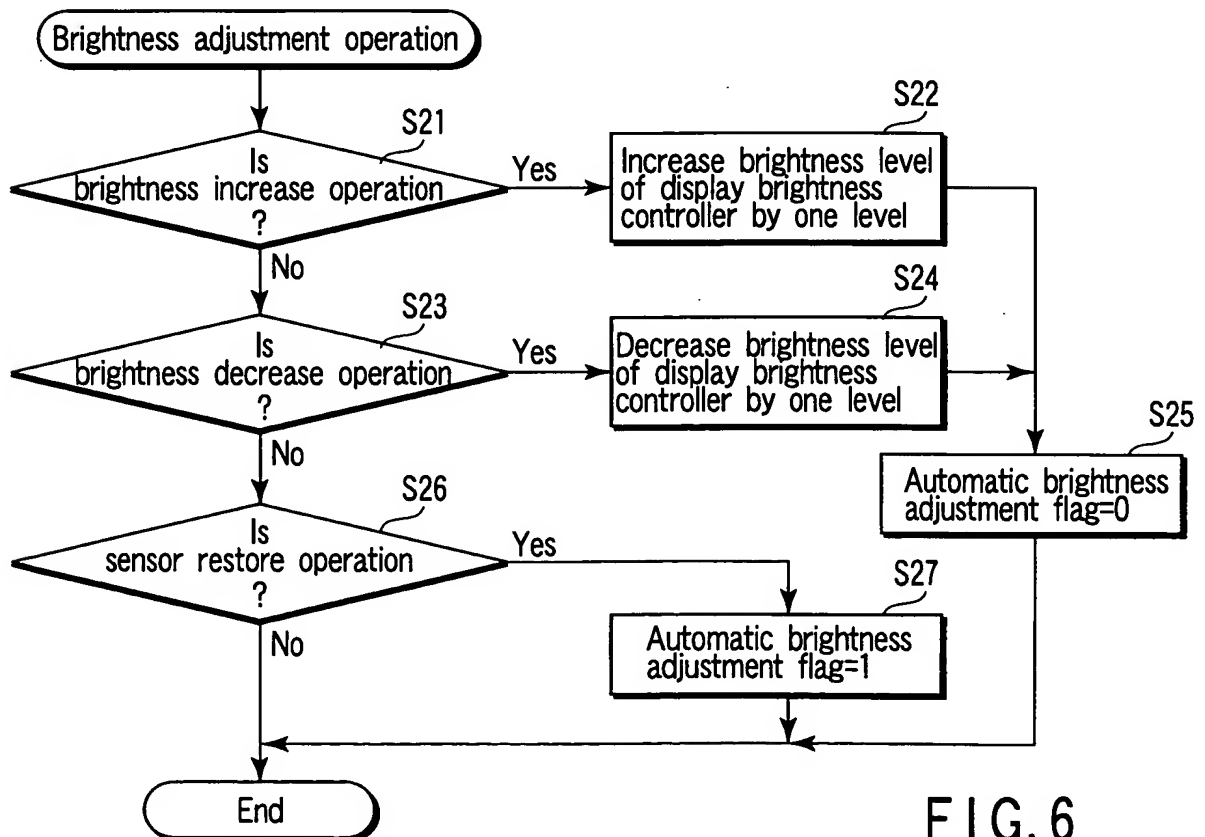 Brightness adjustment operation
S21
Is
brightness increase operation
?
Yes
No
S22
Increase brightness level
of display brightness
controller by one level
S23
Is
brightness decrease operation
?
Yes
No
S24
Decrease brightness level
of display brightness
controller by one level
S25
Automatic brightness
adjustment flag=0
S26
Is
sensor restore operation
?
Yes
No
S27
Automatic brightness
adjustment flag=1
End
FIG.6